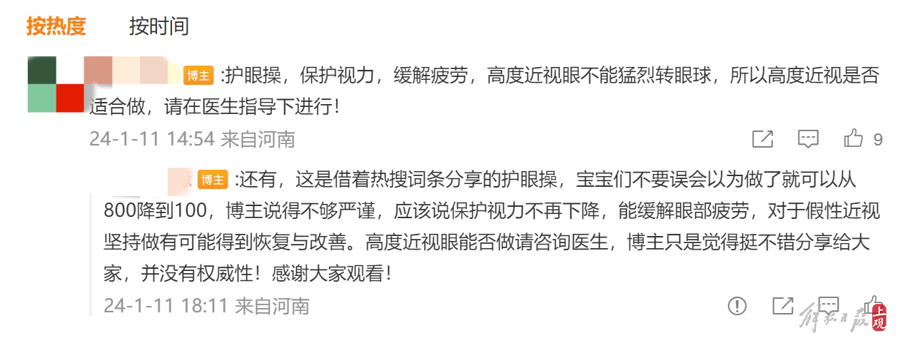 按热度 按时间
博主 :护眼操，保护视力，缓解疲劳，高度近视眼不能猛烈转眼球，所以高度近视是否
适合做，请在医生指导下进行！
24-1-11 14:54 来自河南 9
博主 :还有，这是借着热搜词条分享的护眼操，宝宝们不要误会以为做了就可以从
800降到100，博主说得不够严谨，应该说保护视力不再下降，能缓解眼部疲劳，对于假性近视
坚持做有可能得到恢复与改善。高度近视眼能否做请咨询医生，博主只是觉得挺不错分享给大
家，并没有权威性！感谢大家观看！
24-1-11 18:11 来自河南
解放日报 上观